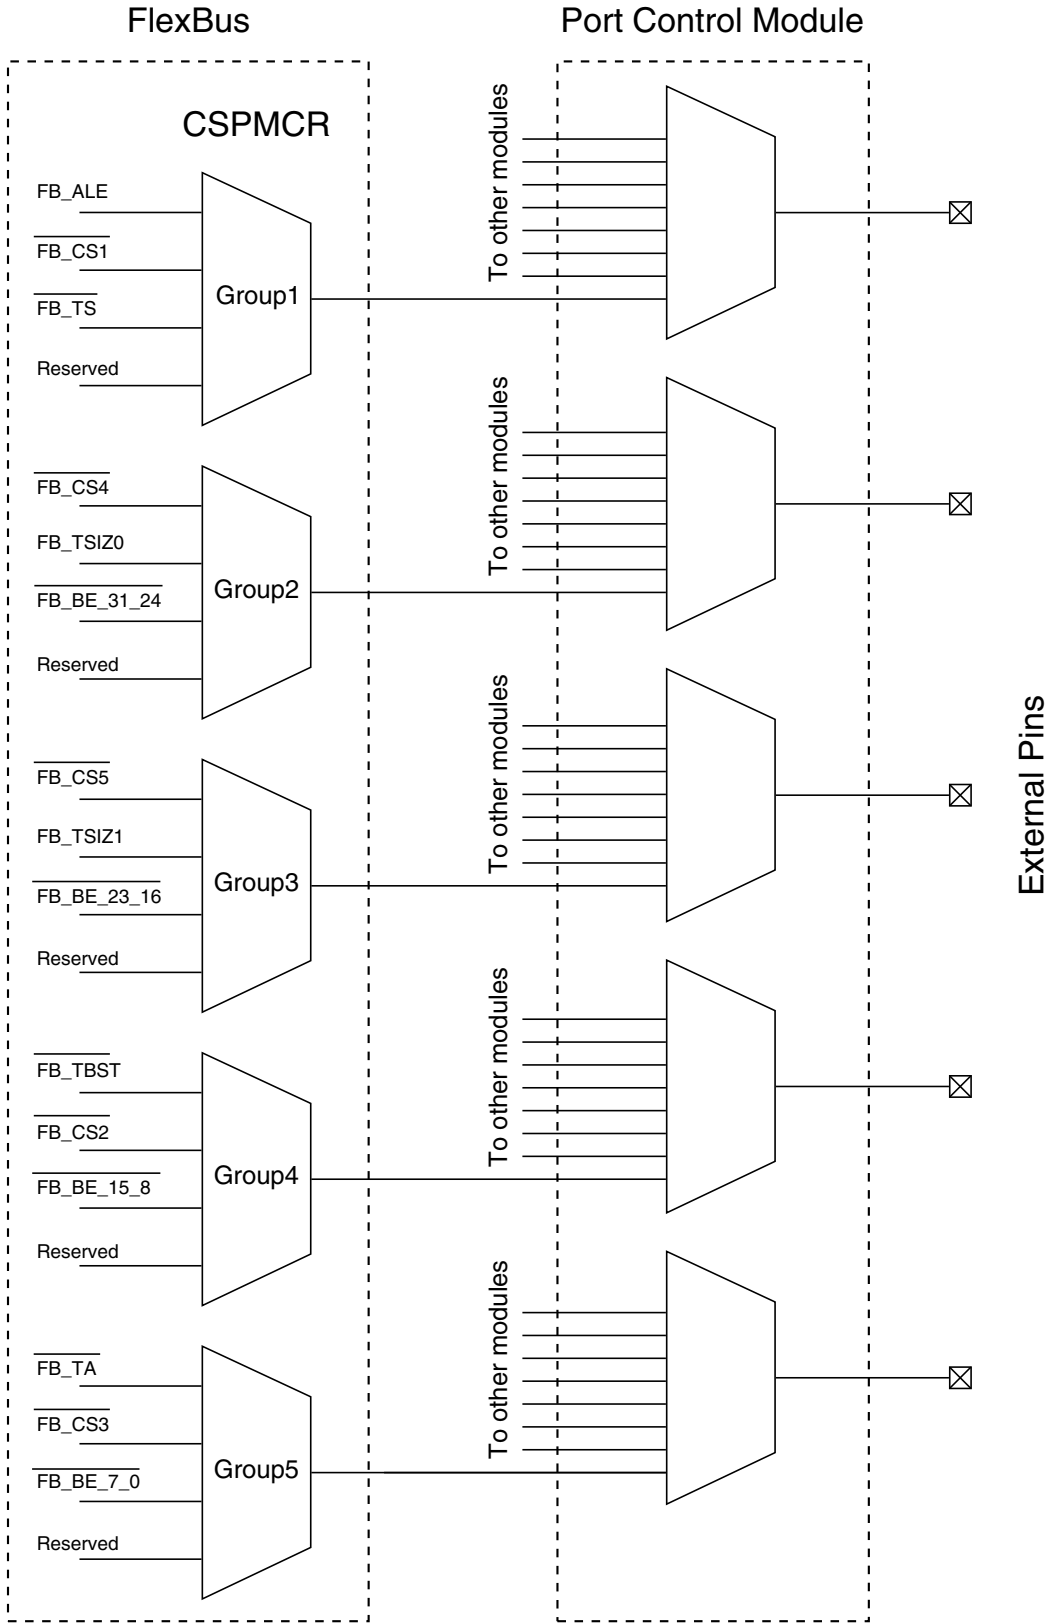 FlexBus
Port Control Module
CSPMCR
FB_ALE
FB_CS1
FB_TS
Reserved
Group1
To other modules
FB_CS4
FB_TSIZ0
FB_BE_31_24
Reserved
Group2
To other modules
FB_CS5
FB_TSIZ1
FB_BE_23_16
Reserved
Group3
To other modules
External Pins
FB_TBST
FB_CS2
FB_BE_15_8
Reserved
Group4
To other modules
FB_TA
FB_CS3
FB_BE_7_0
Reserved
Group5
To other modules